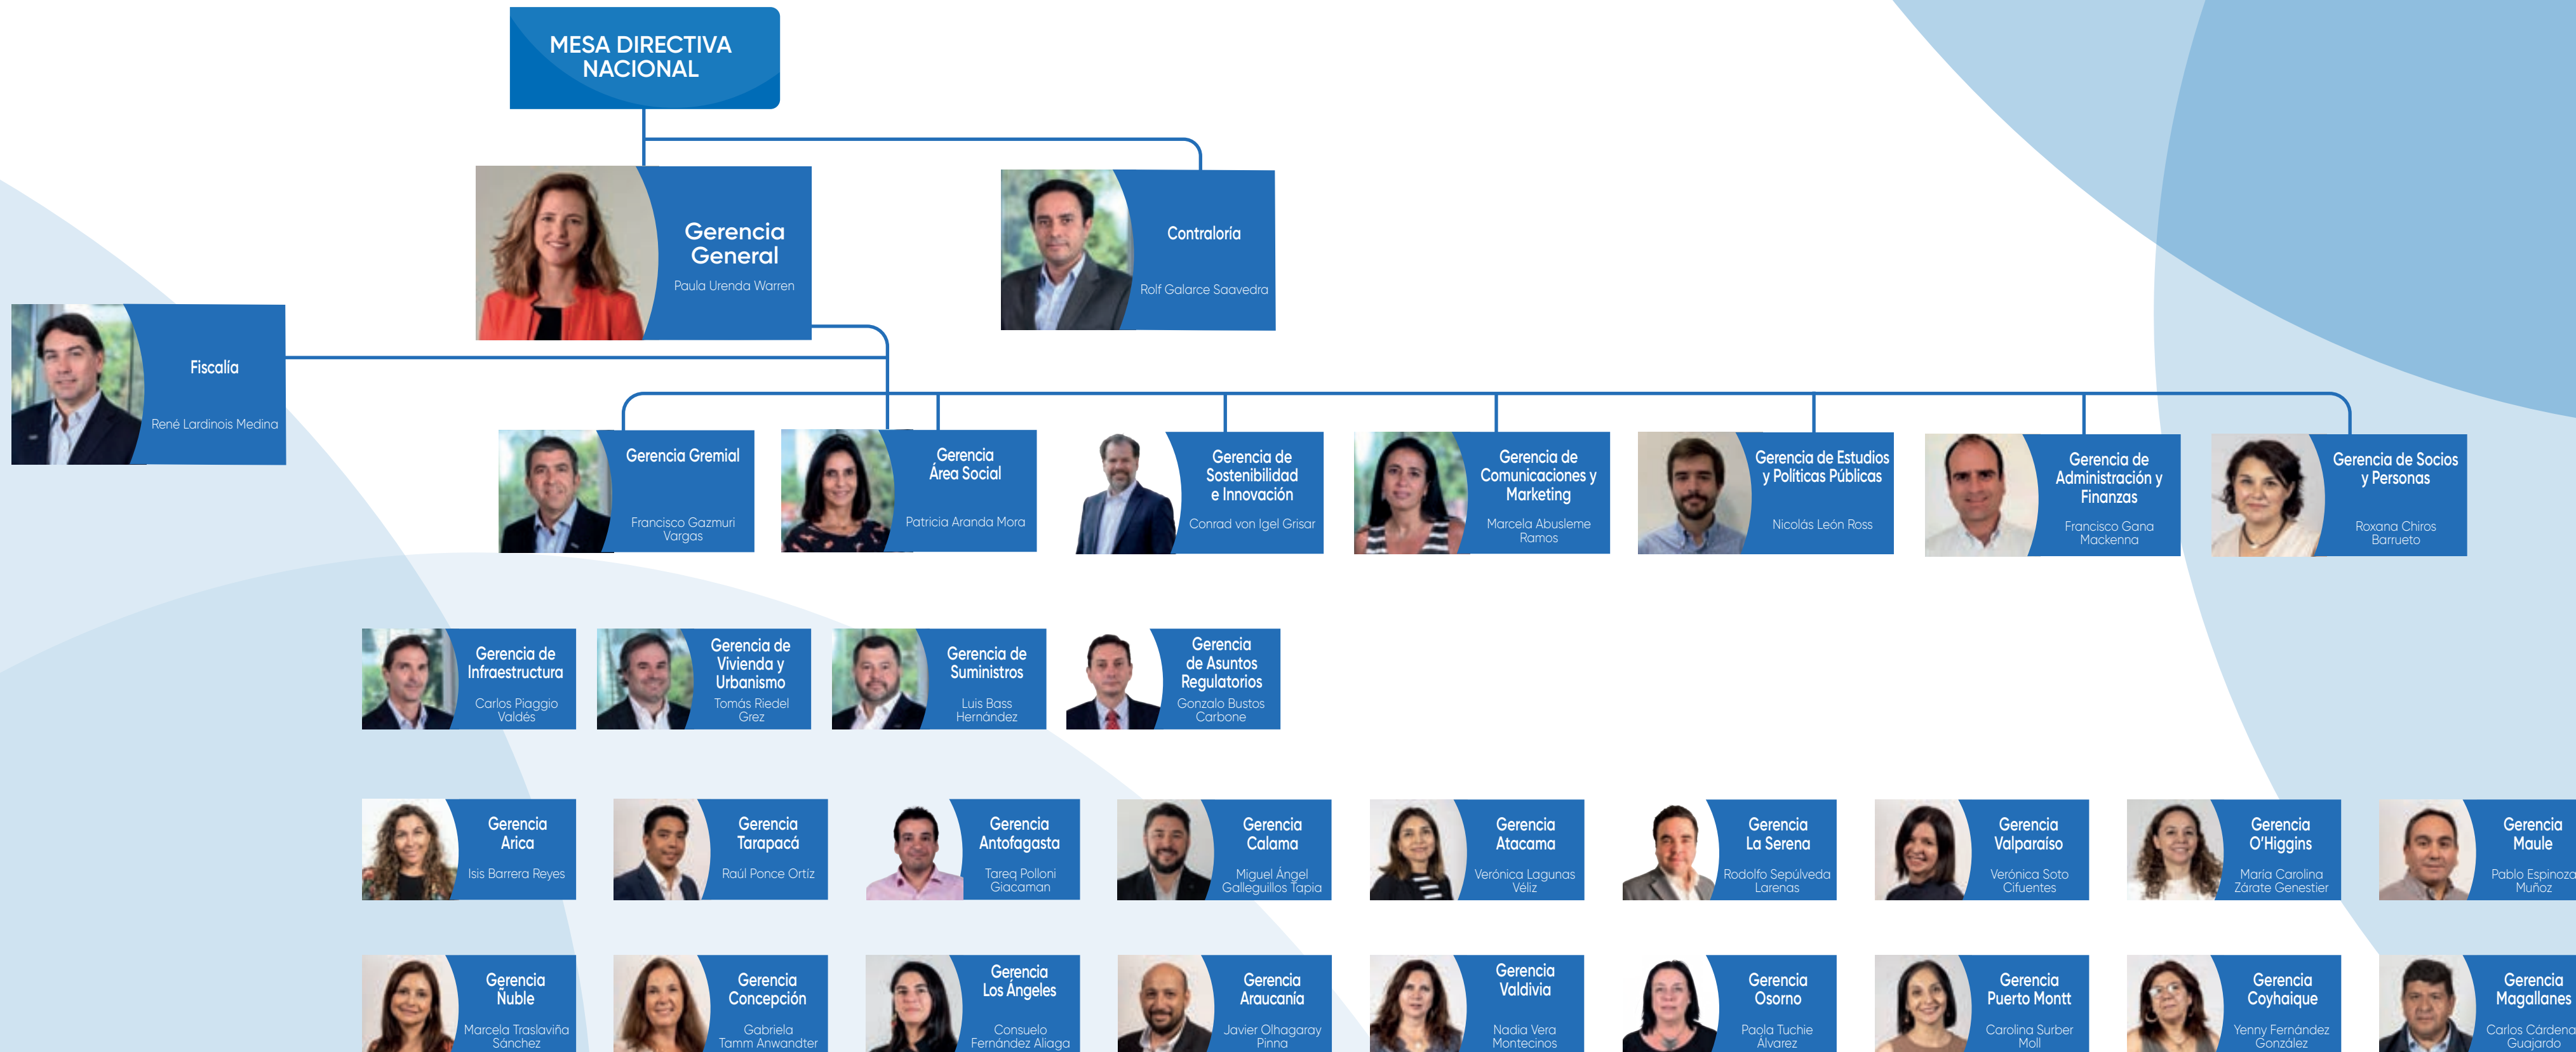 MESA DIRECTIVA
NACIONAL
Gerencia
General
Paula Urenda Warren
Contraloría
Rolf Galarce Saavedra
Fiscalía
René Lardinois Medina
Gerencia Gremial
Francisco Gazmuri
Vargas
Gerencia
Área Social
Patricia Aranda Mora
Gerencia de
Sostenibilidad
e Innovación
Conrad von Igel Grisar
Gerencia de
Comunicaciones y
Marketing
Marcela Abusleme
Ramos
Gerencia de Estudios
y Políticas Públicas
Nicolás León Ross
Gerencia de
Administración y
Finanzas
Francisco Gana
Mackenna
Gerencia de Socios
y Personas
Roxana Chiros
Barrueto
Gerencia de
Infraestructura
Carlos Piaggio
Valdés
Gerencia de
Vivienda y
Urbanismo
Tomás Riedel
Grez
Gerencia de
Suministros
Luis Bass
Hernández
Gerencia
de Asuntos
Regulatorios
Gonzalo Bustos
Carbone
Gerencia
Arica
Isis Barrera Reyes
Gerencia
Tarapacá
Raúl Ponce Ortíz
Gerencia
Antofagasta
Tareq Polloni
Giacaman
Gerencia
Calama
Miguel Ángel
Galleguillos Tapia
Gerencia
Atacama
Verónica Lagunas
Véliz
Gerencia
La Serena
Rodolfo Sepúlveda
Larenas
Gerencia
Valparaíso
Verónica Soto
Cifuentes
Gerencia
O'Higgins
María Carolina
Zárate Genestier
Gerencia
Maule
Pablo Espinoza
Muñoz
Gerencia
Ñuble
Marcela Traslaviña
Sánchez
Gerencia
Concepción
Gabriela
Tamm Anwandter
Gerencia
Los Ángeles
Consuelo
Fernández Aliaga
Gerencia
Araucanía
Javier Olhagaray
Pinna
Gerencia
Valdivia
Nadia Vera
Montecinos
Gerencia
Osorno
Paola Tuchie
Álvarez
Gerencia
Puerto Montt
Carolina Surber
Moll
Gerencia
Coyhaique
Yenny Fernández
González
Gerencia
Magallanes
Carlos Cárdena
Guajardo